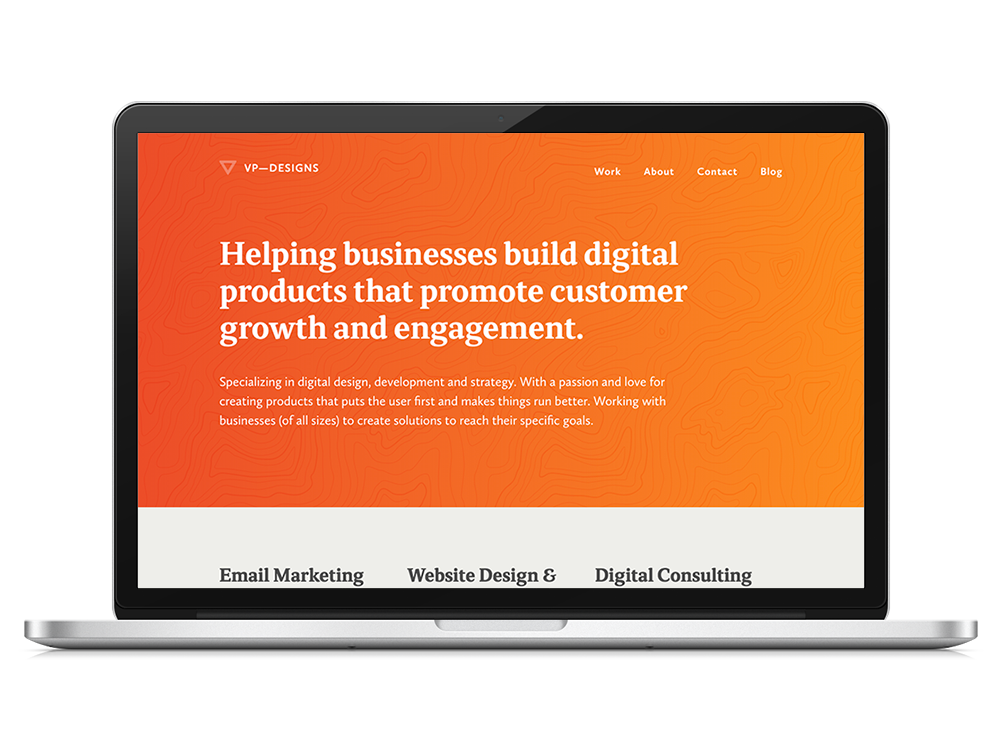 VP—DESIGNS
Work About Contact Blog
Helping businesses build digital
products that promote customer
growth and engagement.
Specializing in digital design, development and strategy. With a passion and love for
creating products that puts the user first and makes things run better. Working with
businesses (of all sizes) to create solutions to reach their specific goals.
Email Marketing Website Design & Digital Consulting